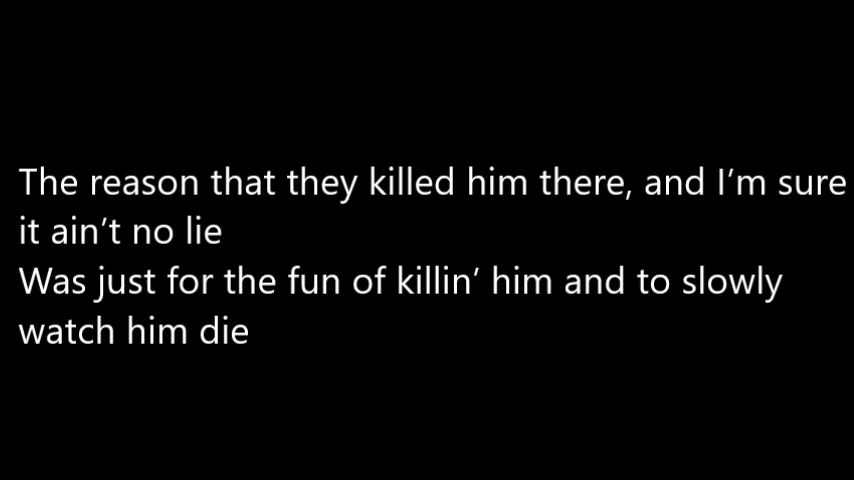 The reason that they killed him there, and I’m sure
it ain’t no lie
Was just for the fun of killin’ him and to slowly
watch him die